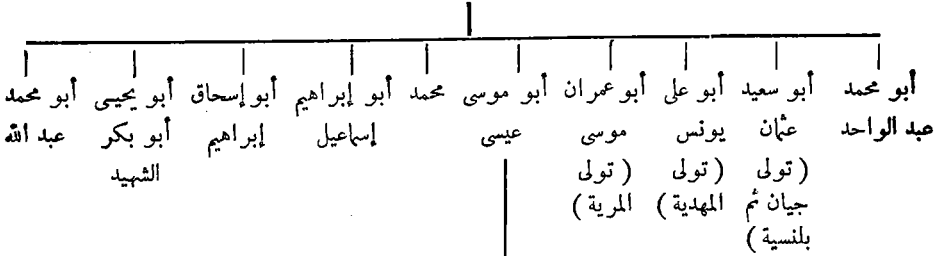 أبو محمد أبو سعيد أبو على أبو عمران أبو موسى محمد أبو إبراهيم أبو إسحاق أبو يحيى أبو محمد
عبد الواحد عثمان يونس موسى عيسى إسماعيل إبراهيم أبو بكر عبد الله
( تولى ( تولى ( تولى الشهيد
جيان ثم المهدية ) المرية )
بلنسية )